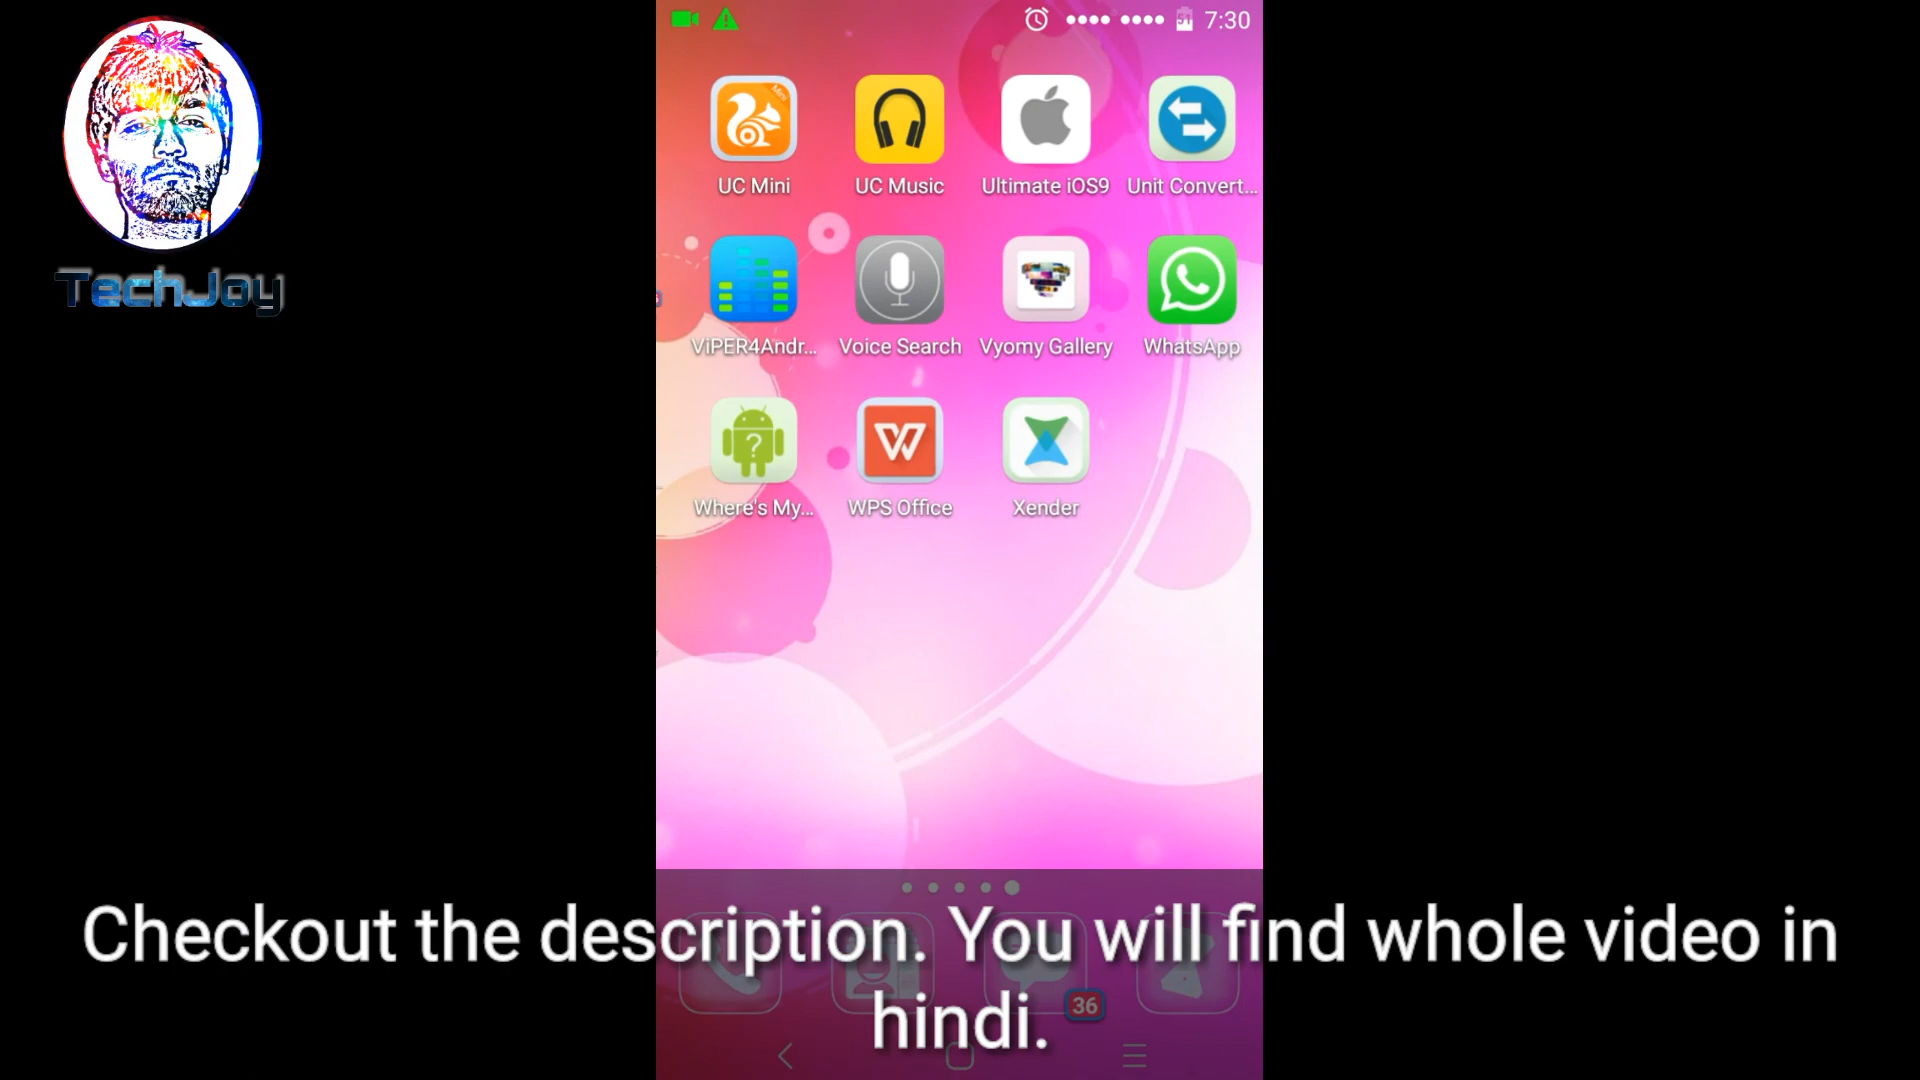 51 7:30
TechJoy
UC Mini UC Music Ultimate iOS9 Unit Convert...
ViPER4Andr... Voice Search Vyomy Gallery WhatsApp
Where's My... WPS Office Xender
Checkout the description. You will find whole video in
hindi.
36